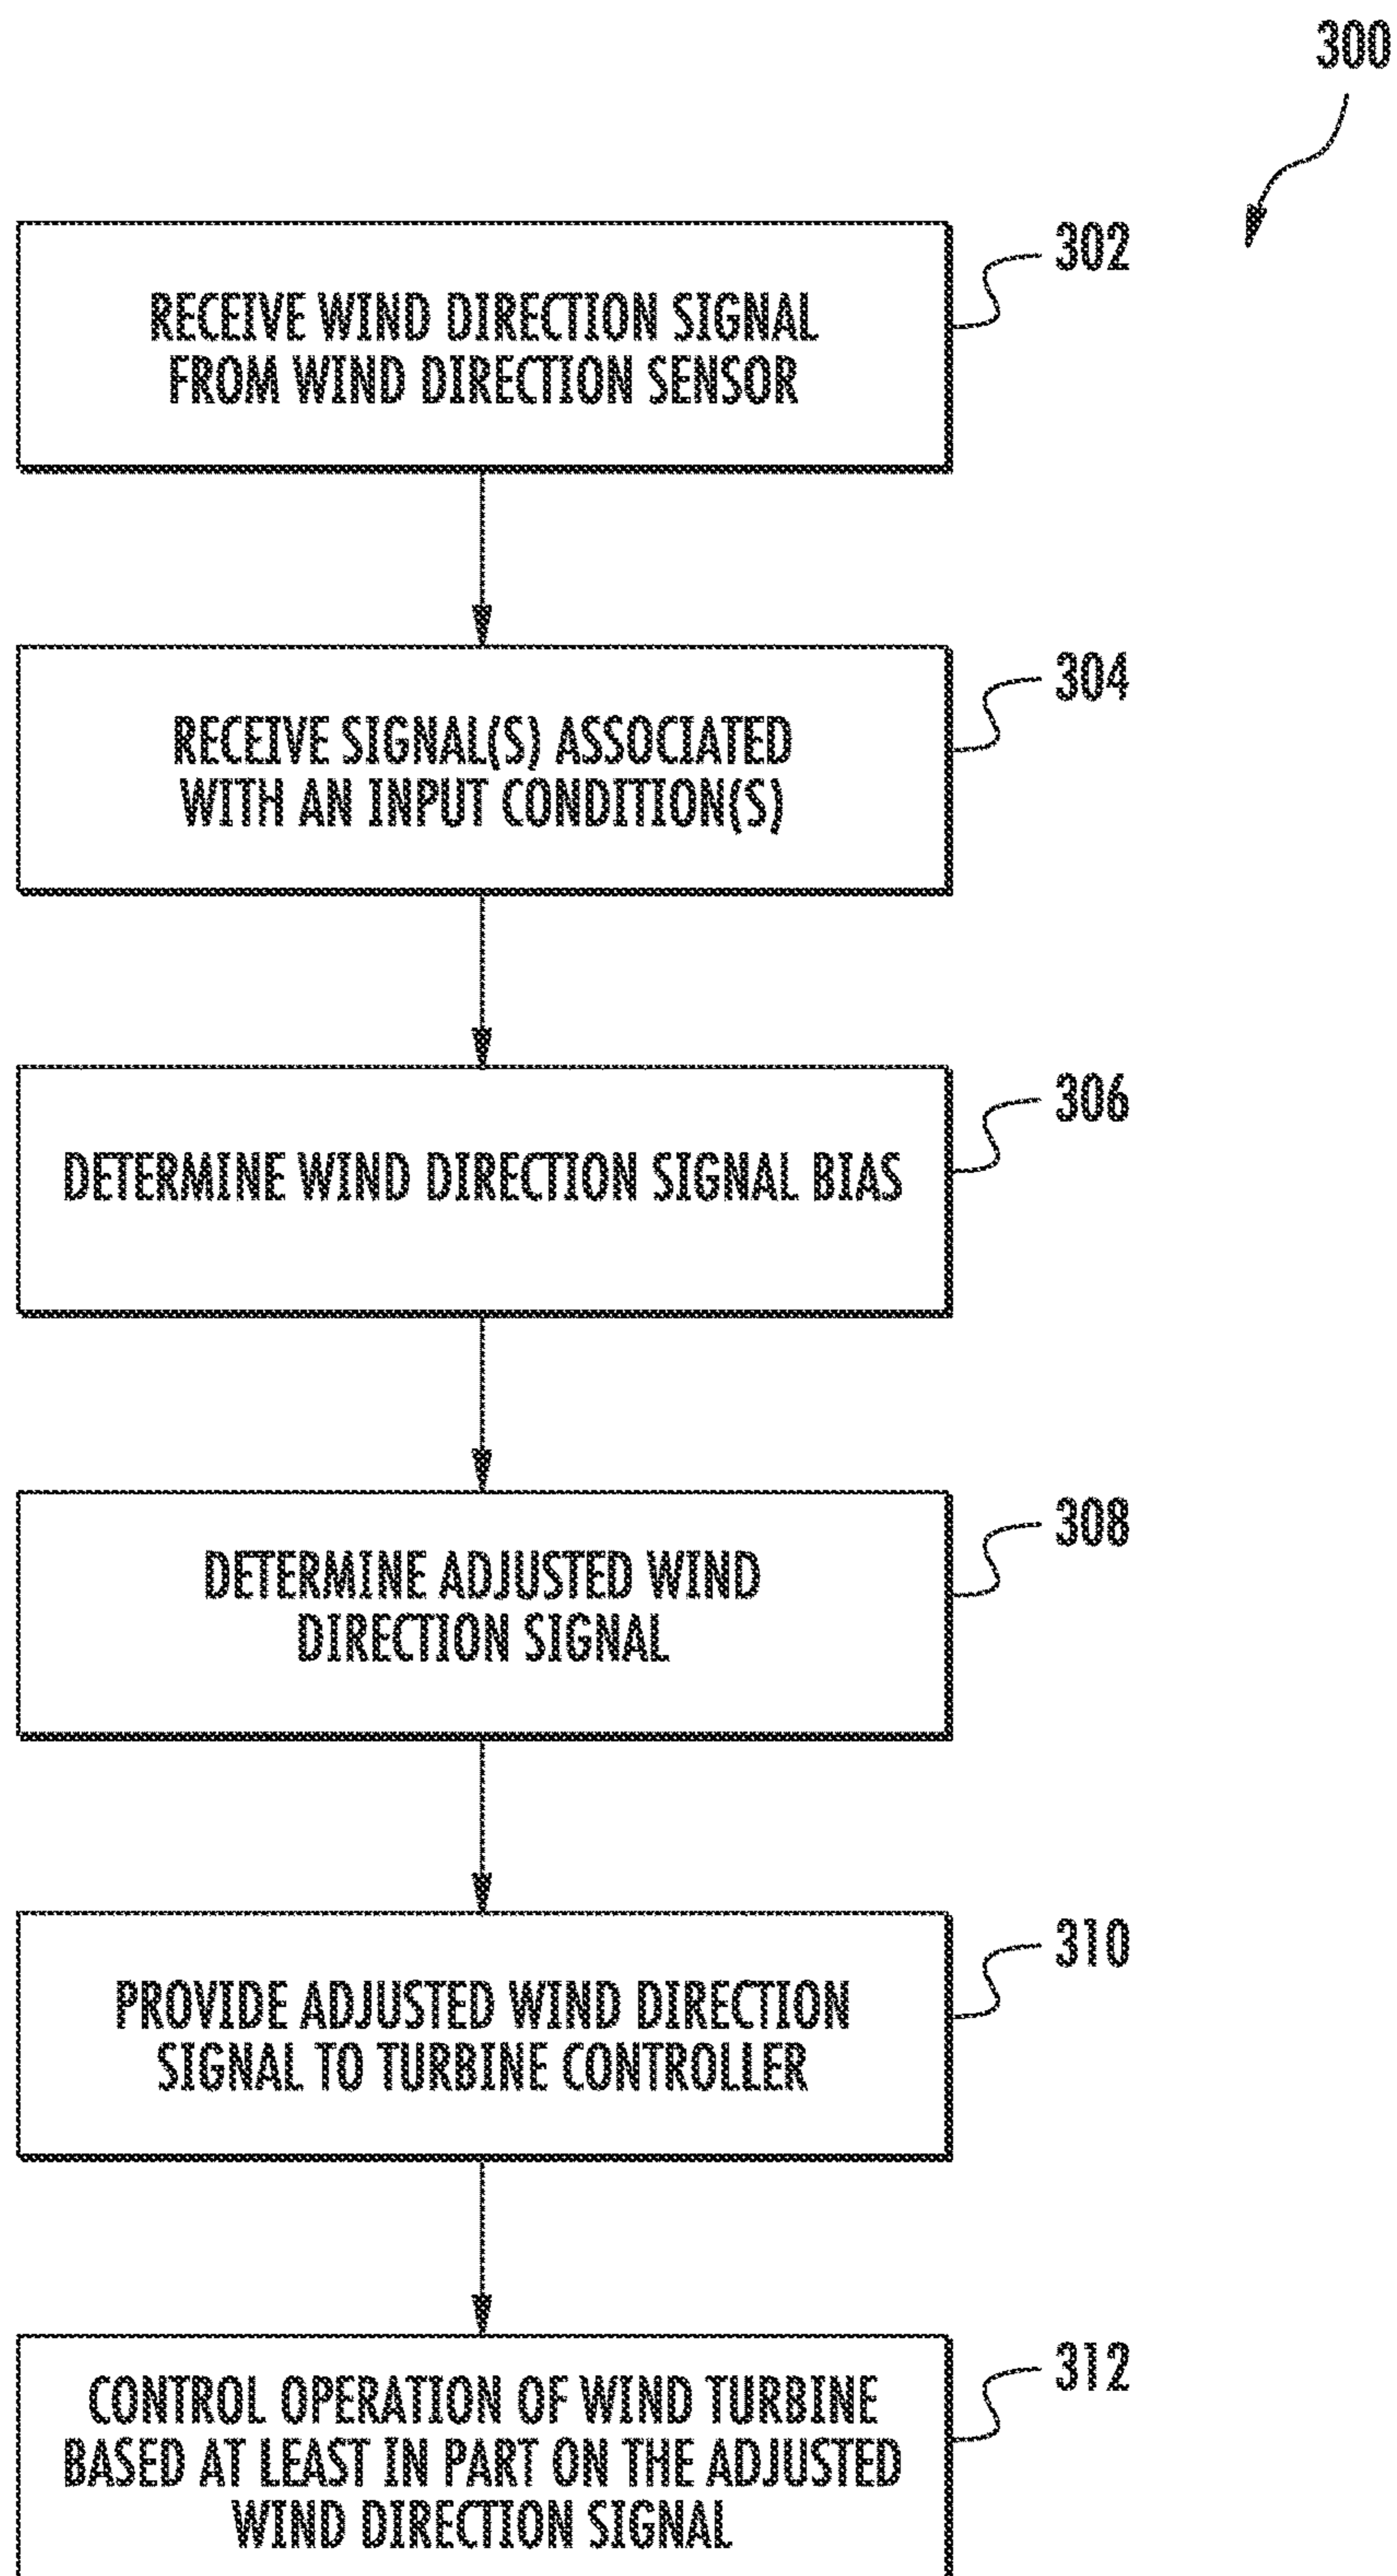 300
RECEIVE WIND DIRECTION SIGNAL
FROM WIND DIRECTION SENSOR
302
RECEIVE SIGNAL(S) ASSOCIATED
WITH AN INPUT CONDITION(S)
304
DETERMINE WIND DIRECTION SIGNAL BIAS
306
DETERMINE ADJUSTED WIND
DIRECTION SIGNAL
308
PROVIDE ADJUSTED WIND DIRECTION
SIGNAL TO TURBINE CONTROLLER
310
CONTROL OPERATION OF WIND TURBINE
BASED AT LEAST IN PART ON THE ADJUSTED
WIND DIRECTION SIGNAL
312